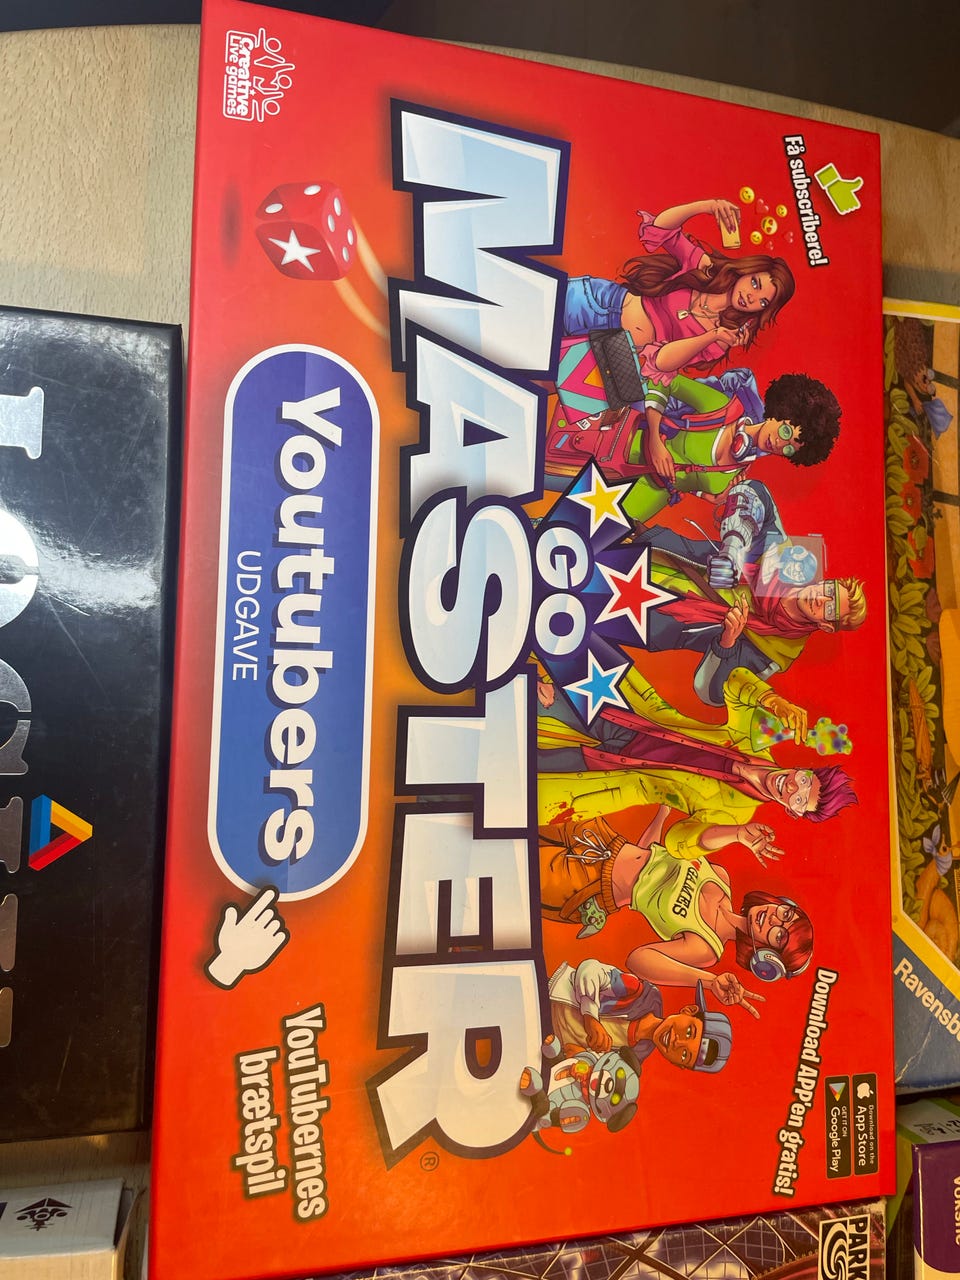 Creative
Live games
Få subscribere!
Download APP'en gratis!
Download on the
App Store
GET IT ON
Google Play
GAMES
GO
MASTER®
Youtubers
UDGAVE
YouTubernes
brætspil
Ravensb
PARK